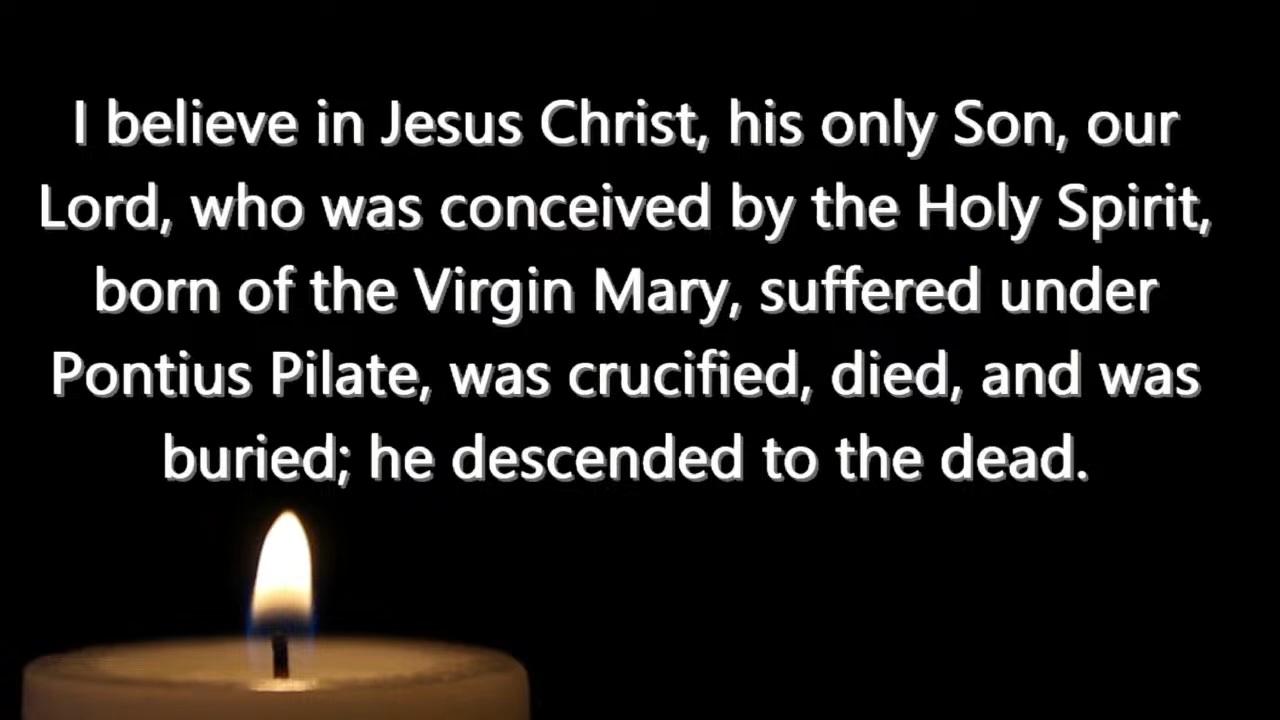 I believe in Jesus Christ, his only Son, our
Lord, who was conceived by the Holy Spirit,
born of the Virgin Mary, suffered under
Pontius Pilate, was crucified, died, and was
buried; he descended to the dead.